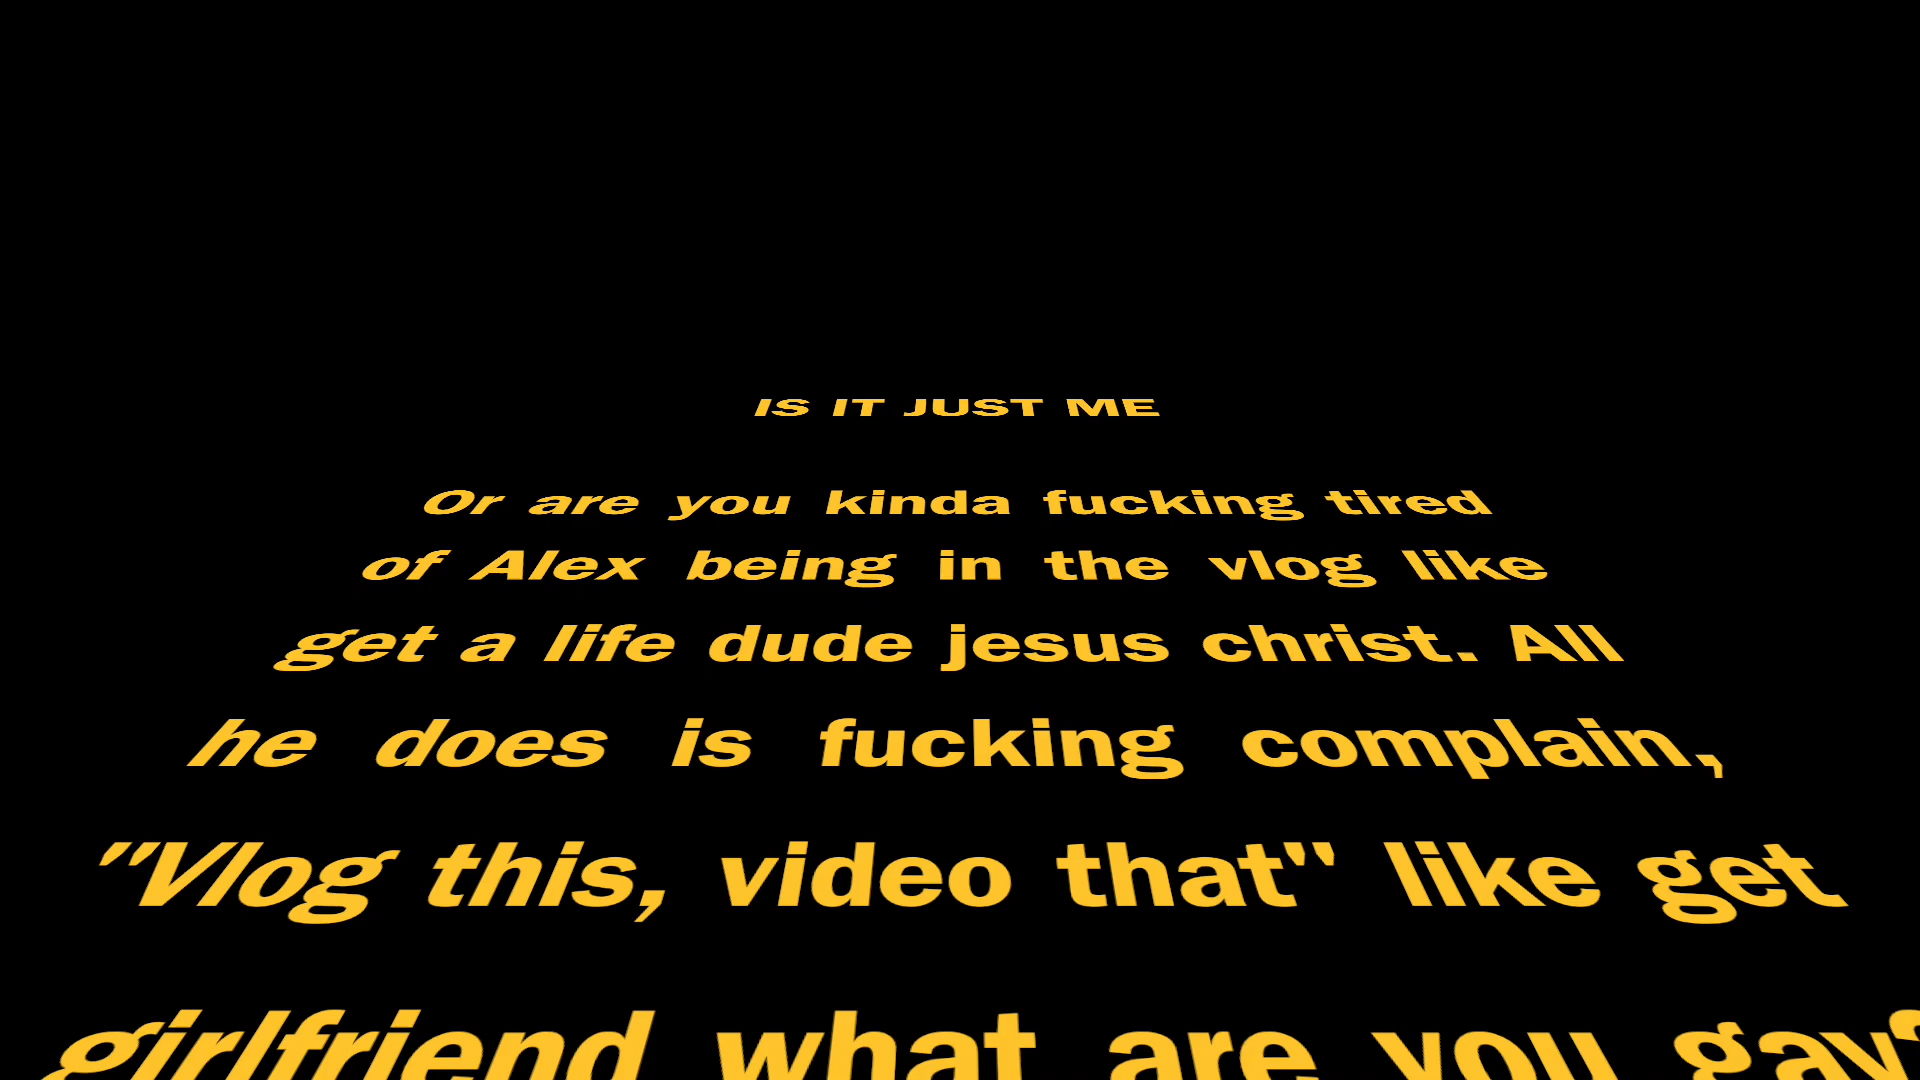 IS IT JUST ME
Or are you kinda fucking tired
of Alex being in the vlog like
get a life dude jesus christ. All
he does is fucking complain,
"Vlog this, video that" like get
girlfriend what are you gay?